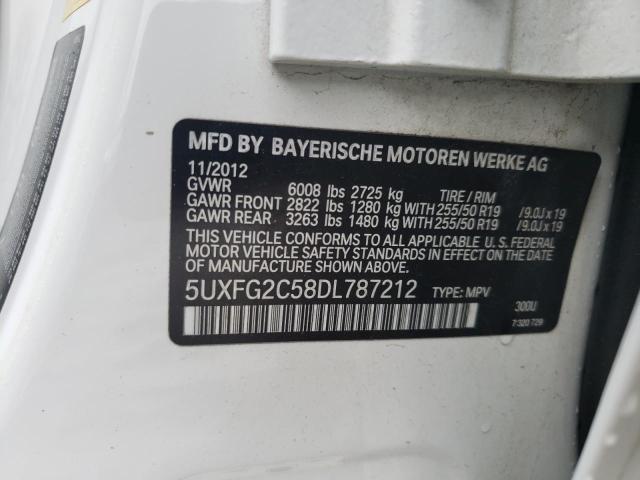 MFD BY BAYERISCHE MOTOREN WERKE AG
11/2012
GVWR 6008 lbs 2725 kg TIRE / RIM
GAWR FRONT 2822 lbs 1280 kg WITH 255/50 R19 / 9.0J x 19
GAWR REAR 3263 lbs 1480 kg WITH 255/50 R19 / 9.0J x 19
THIS VEHICLE CONFORMS TO ALL APPLICABLE U. S. FEDERAL
MOTOR VEHICLE SAFETY STANDARDS IN EFFECT ON THE DATE OF
MANUFACTURE SHOWN ABOVE.
5UXFG2C58DL787212 TYPE: MPV
300U
7 320 729